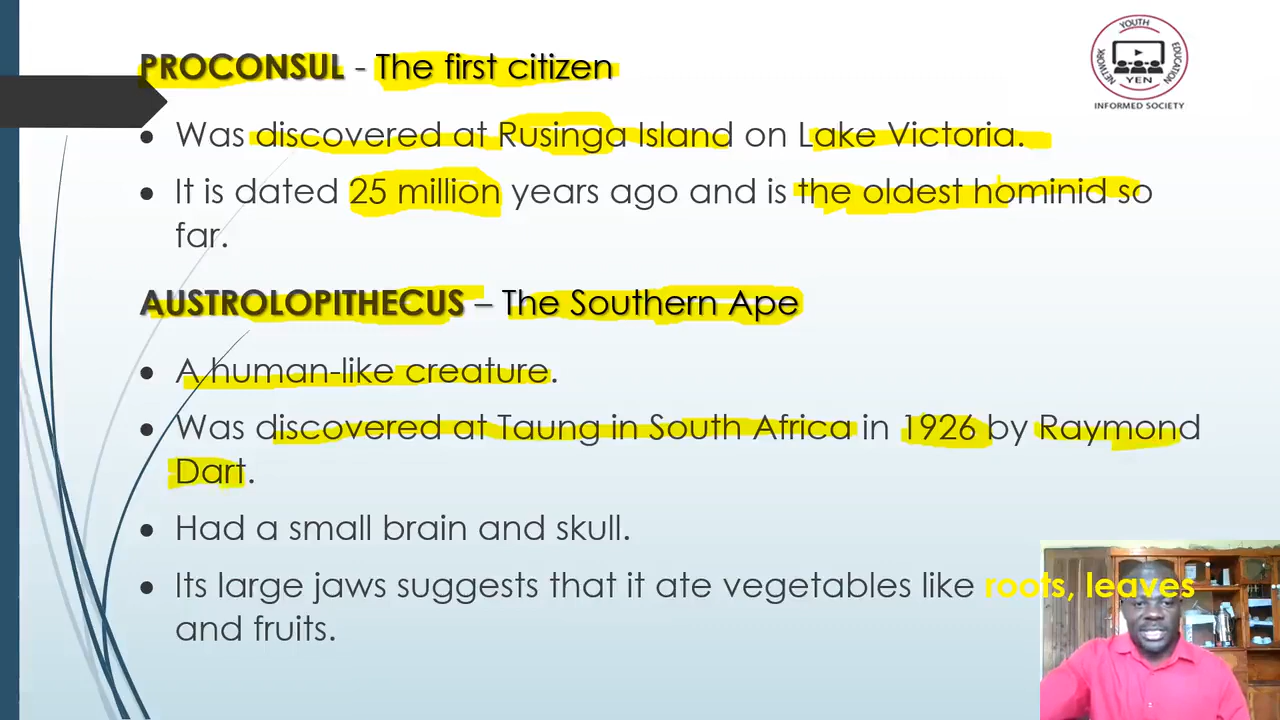 PROCONSUL - The first citizen
YOUTH
NETWORK
EDUCATION
YEN
INFORMED SOCIETY
• Was discovered at Rusinga Island on Lake Victoria.
• It is dated 25 million years ago and is the oldest hominid so
far.
AUSTROLOPITHECUS – The Southern Ape
• A human-like creature.
• Was discovered at Taung in South Africa in 1926 by Raymond
Dart.
• Had a small brain and skull.
• Its large jaws suggests that it ate vegetables like roots, leaves
and fruits.